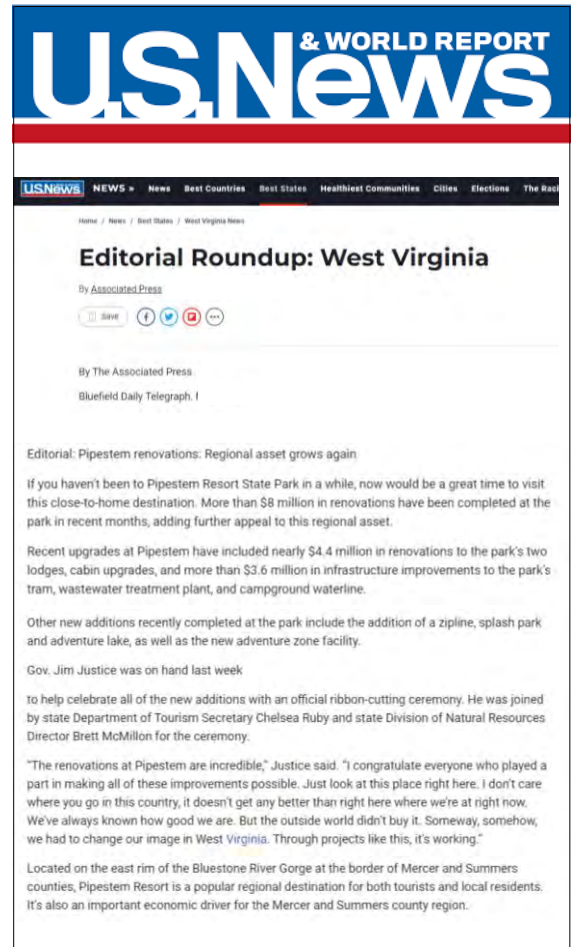 U.S.News
& WORLD REPORT
U.S.News NEWS » News Best Countries Best States Healthiest Communities Cities Elections The Raci
Home / News / Best States / West Virginia News
Editorial Roundup: West Virginia
By Associated Press
Save
By The Associated Press
Bluefield Daily Telegraph.
Editorial: Pipestem renovations: Regional asset grows again
If you haven't been to Pipestem Resort State Park in a while, now would be a great time to visit
this close-to-home destination. More than $8 million in renovations have been completed at the
park in recent months, adding further appeal to this regional asset.
Recent upgrades at Pipestem have included nearly $4.4 million in renovations to the park's two
lodges, cabin upgrades, and more than $3.6 million in infrastructure improvements to the park's
tram, wastewater treatment plant, and campground waterline.
Other new additions recently completed at the park include the addition of a zipline, splash park
and adventure lake, as well as the new adventure zone facility.
Gov. Jim Justice was on hand last week
to help celebrate all of the new additions with an official ribbon-cutting ceremony. He was joined
by state Department of Tourism Secretary Chelsea Ruby and state Division of Natural Resources
Director Brett McMillon for the ceremony.
"The renovations at Pipestem are incredible," Justice said. "I congratulate everyone who played a
part in making all of these improvements possible. Just look at this place right here. I don't care
where you go in this country, it doesn't get any better than right here where we're at right now.
We've always known how good we are. But the outside world didn't buy it. Someway, somehow,
we had to change our image in West Virginia. Through projects like this, it's working."
Located on the east rim of the Bluestone River Gorge at the border of Mercer and Summers
counties, Pipestem Resort is a popular regional destination for both tourists and local residents.
It's also an important economic driver for the Mercer and Summers county region.